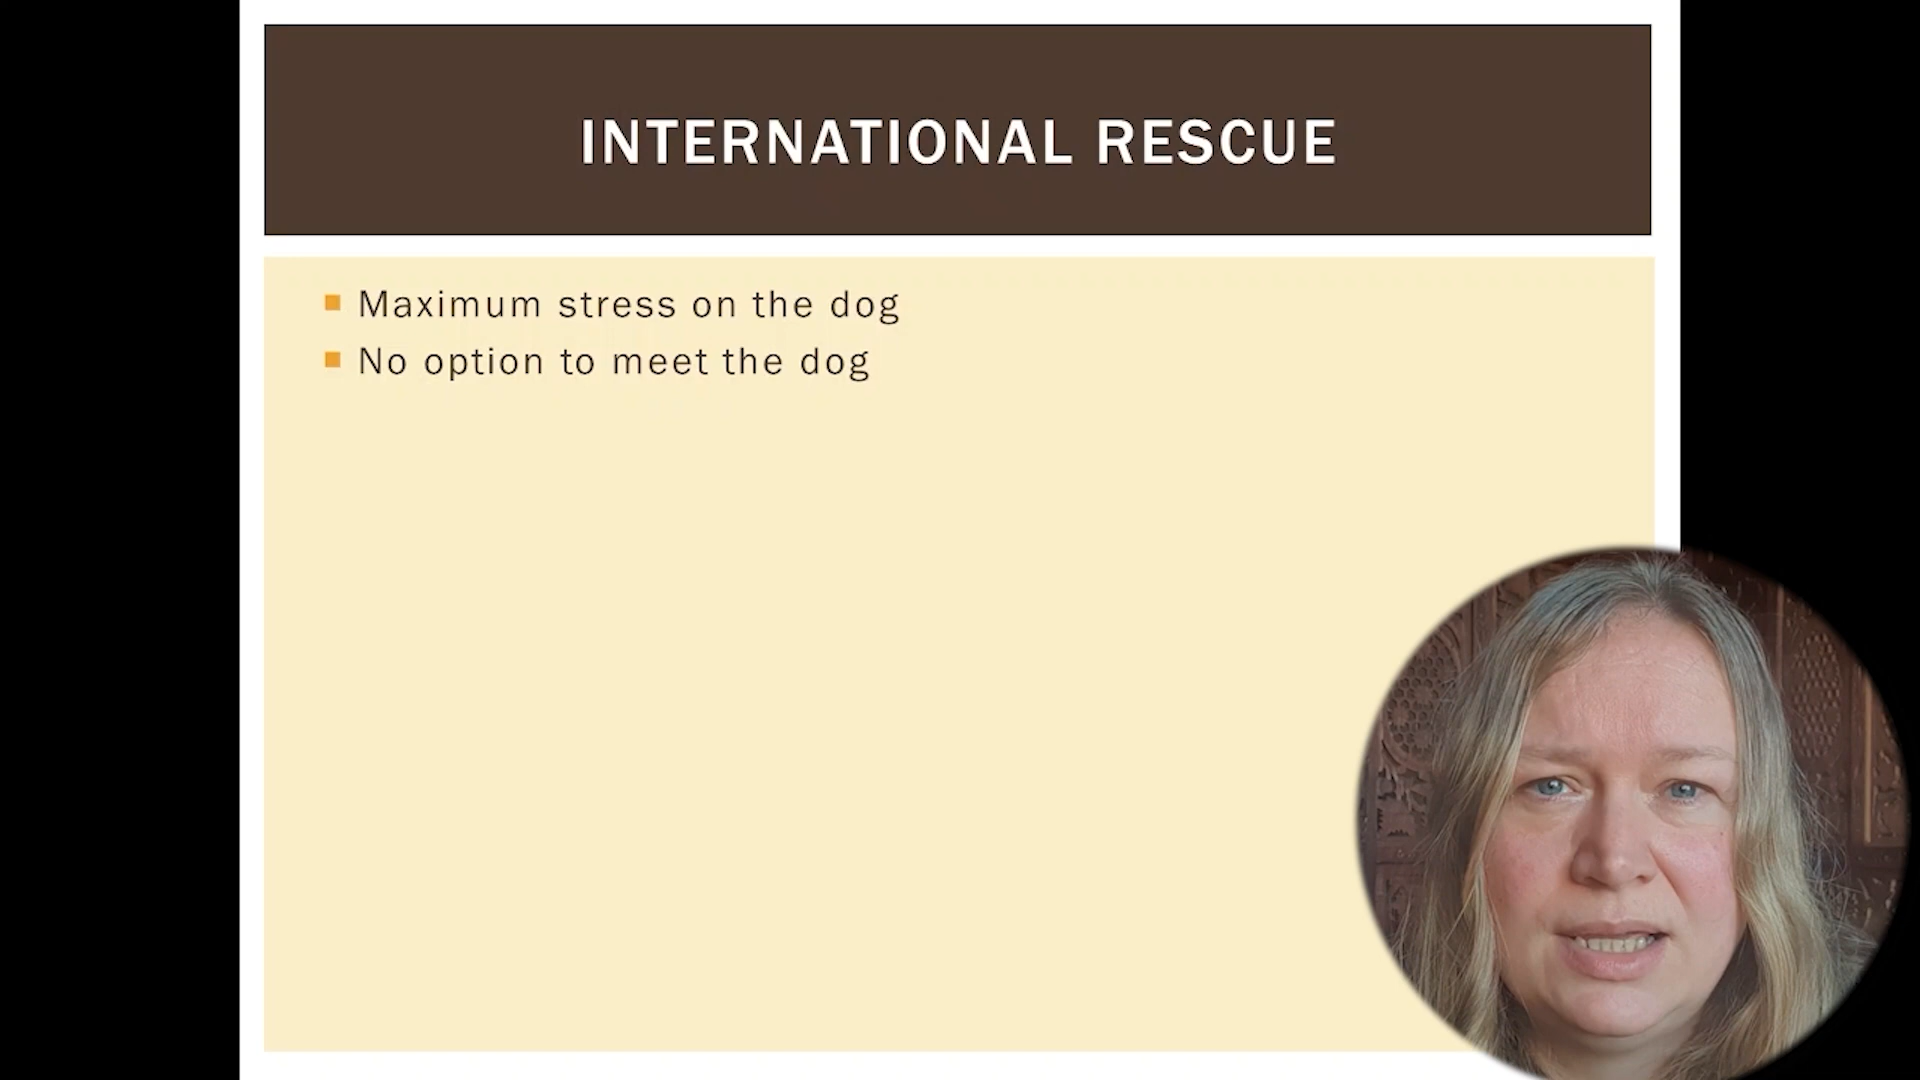 INTERNATIONAL RESCUE
Maximum stress on the dog
No option to meet the dog